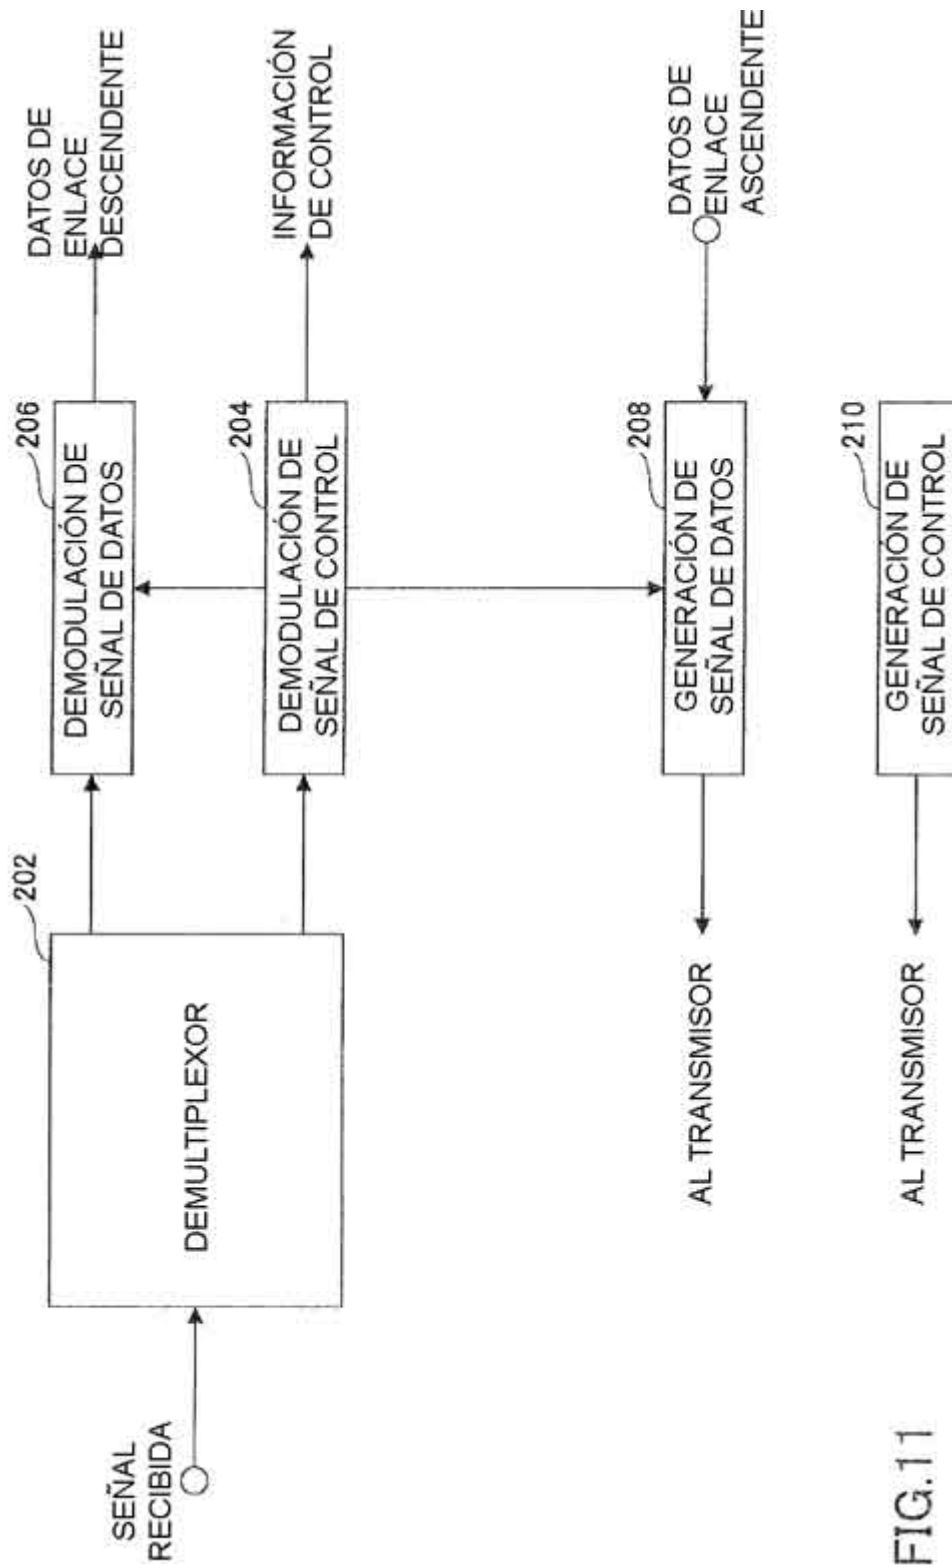 SEÑAL
RECIBIDA
202
DEMULTIPLEXOR
206
DEMODULACIÓN DE
SEÑAL DE DATOS
DATOS DE
ENLACE
DESCENDENTE
204
DEMODULACIÓN DE
SEÑAL DE CONTROL
INFORMACIÓN
DE CONTROL
AL TRANSMISOR
208
GENERACIÓN DE
SEÑAL DE DATOS
DATOS DE
ENLACE
ASCENDENTE
AL TRANSMISOR
210
GENERACIÓN DE
SEÑAL DE CONTROL
FIG.11